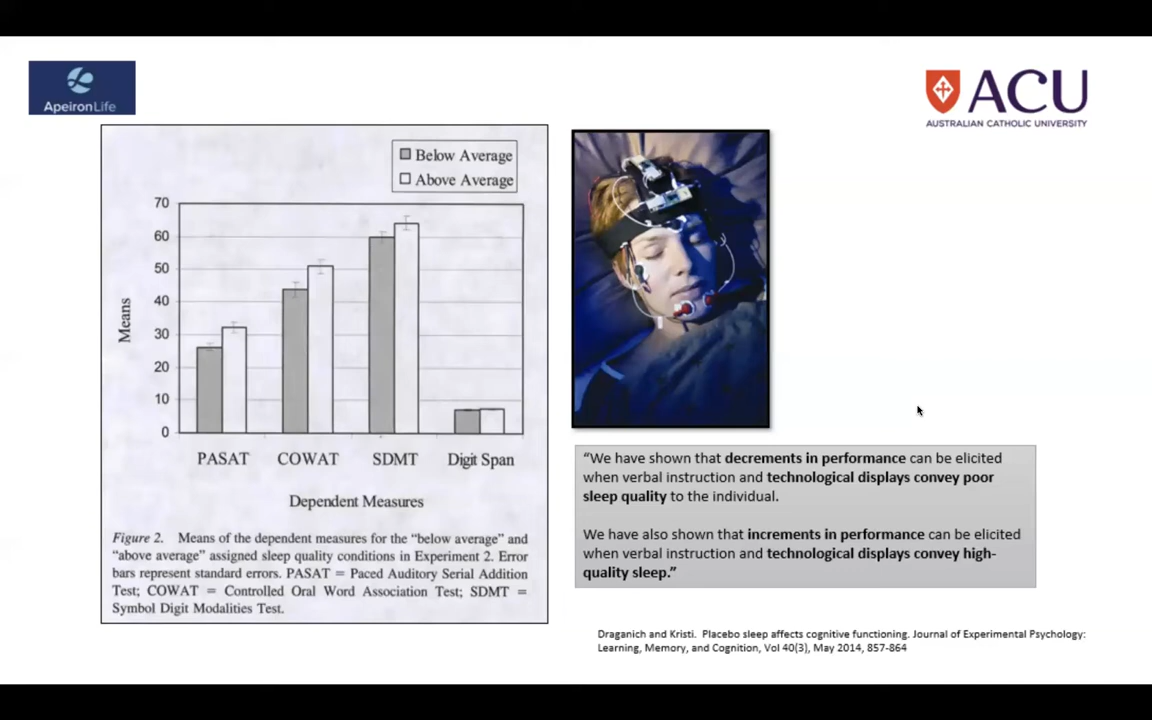 ApeironLife
ACU
AUSTRALIAN CATHOLIC UNIVERSITY
Below Average
Above Average
70
60
50
40
30
20
10
0
Means
PASAT COWAT SDMT Digit Span
Dependent Measures
Figure 2. Means of the dependent measures for the “below average” and
“above average” assigned sleep quality conditions in Experiment 2. Error
bars represent standard errors. PASAT = Paced Auditory Serial Addition
Test; COWAT = Controlled Oral Word Association Test; SDMT =
Symbol Digit Modalities Test.
“We have shown that decrements in performance can be elicited
when verbal instruction and technological displays convey poor
sleep quality to the individual.
We have also shown that increments in performance can be elicited
when verbal instruction and technological displays convey high-
quality sleep.”
Draganich and Kristi. Placebo sleep affects cognitive functioning. Journal of Experimental Psychology:
Learning, Memory, and Cognition, Vol 40(3), May 2014, 857-864